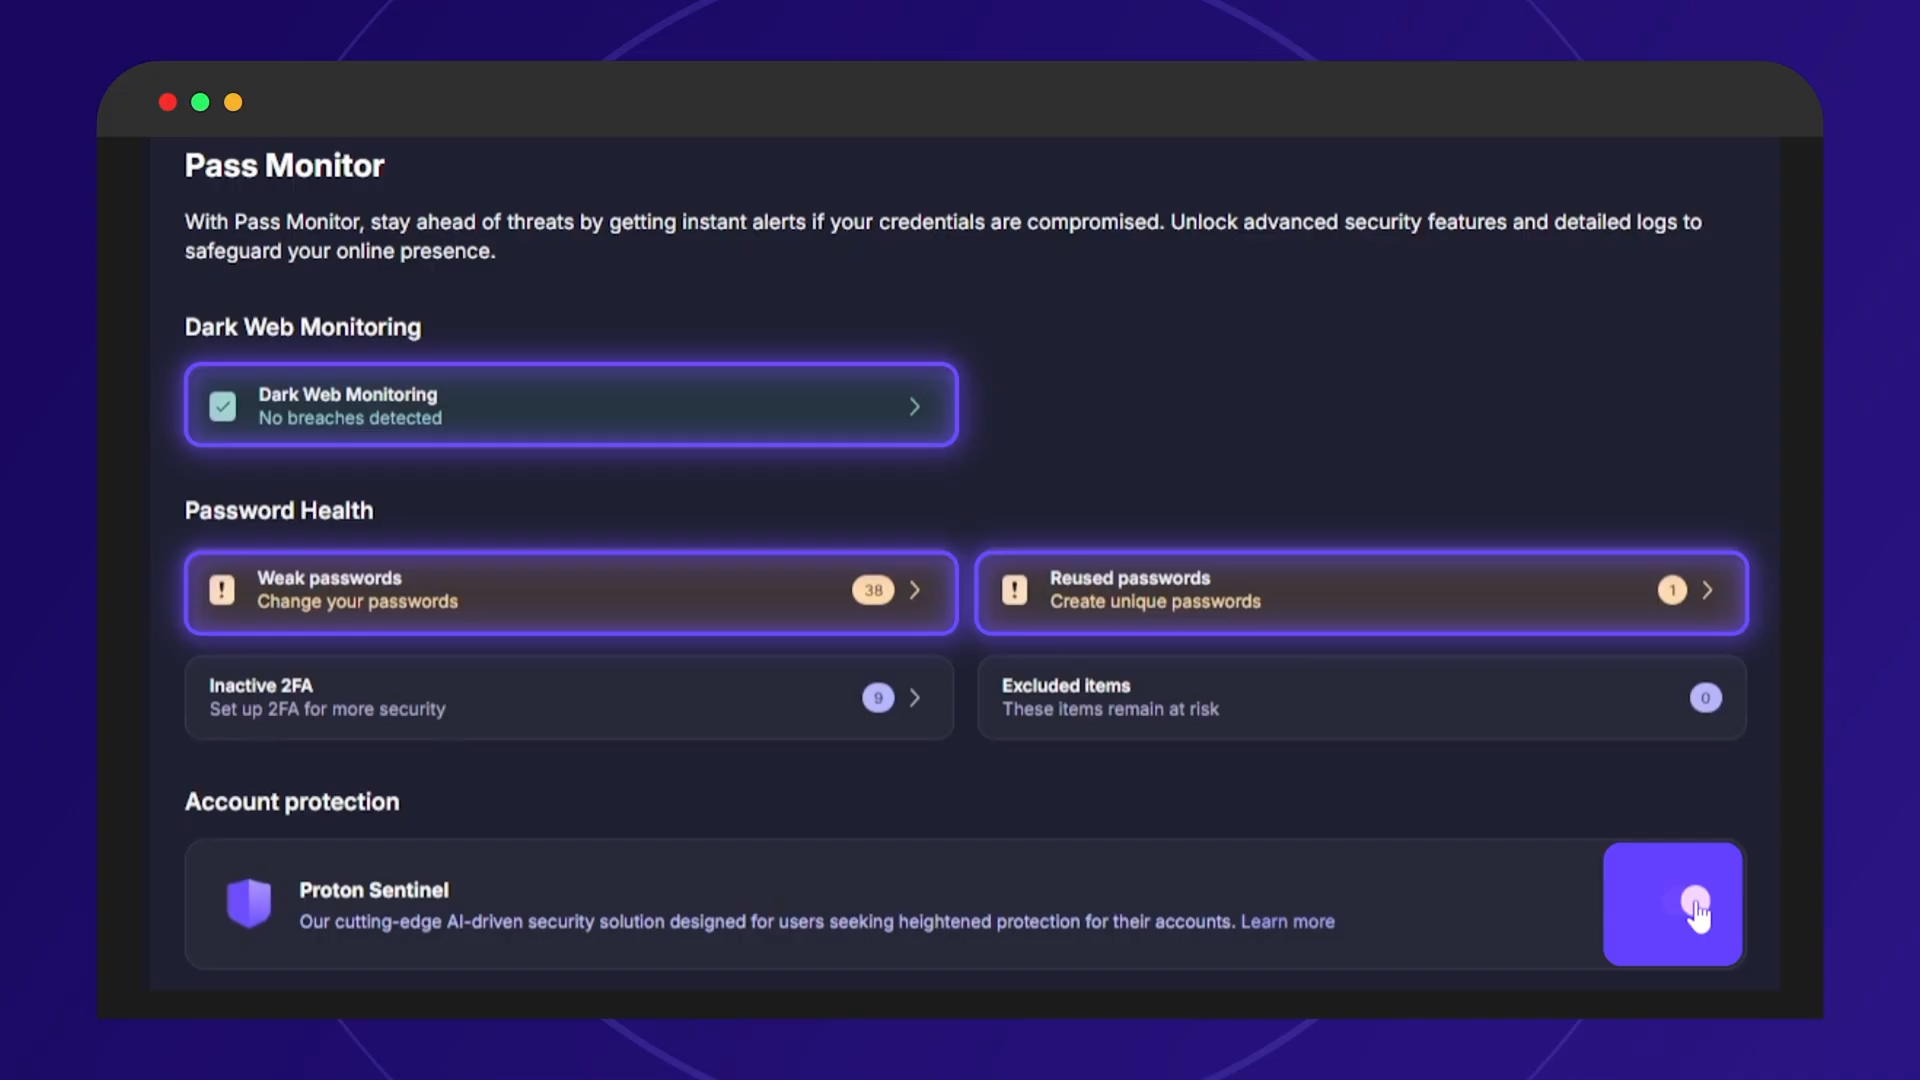 Pass Monitor
With Pass Monitor, stay ahead of threats by getting instant alerts if your credentials are compromised. Unlock advanced security features and detailed logs to
safeguard your online presence.
Dark Web Monitoring
Dark Web Monitoring
No breaches detected
Password Health
Weak passwords
Change your passwords
38
Reused passwords
Create unique passwords
1
Inactive 2FA
Set up 2FA for more security
9
Excluded items
These items remain at risk
0
Account protection
Proton Sentinel
Our cutting-edge AI-driven security solution designed for users seeking heightened protection for their accounts. Learn more